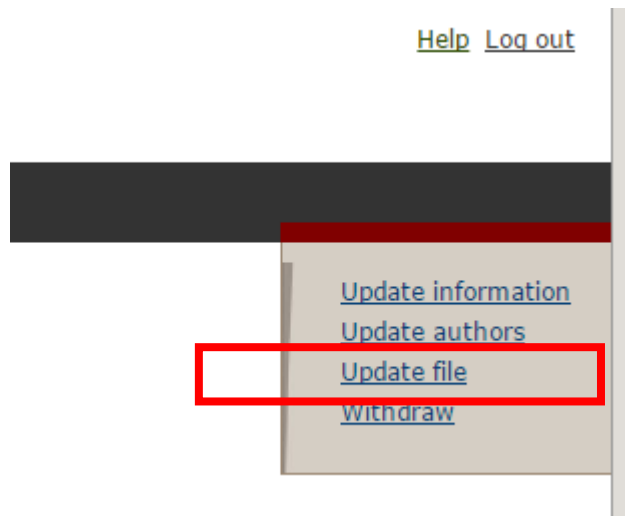 Help Log out
Update information
Update authors
Update file
Withdraw